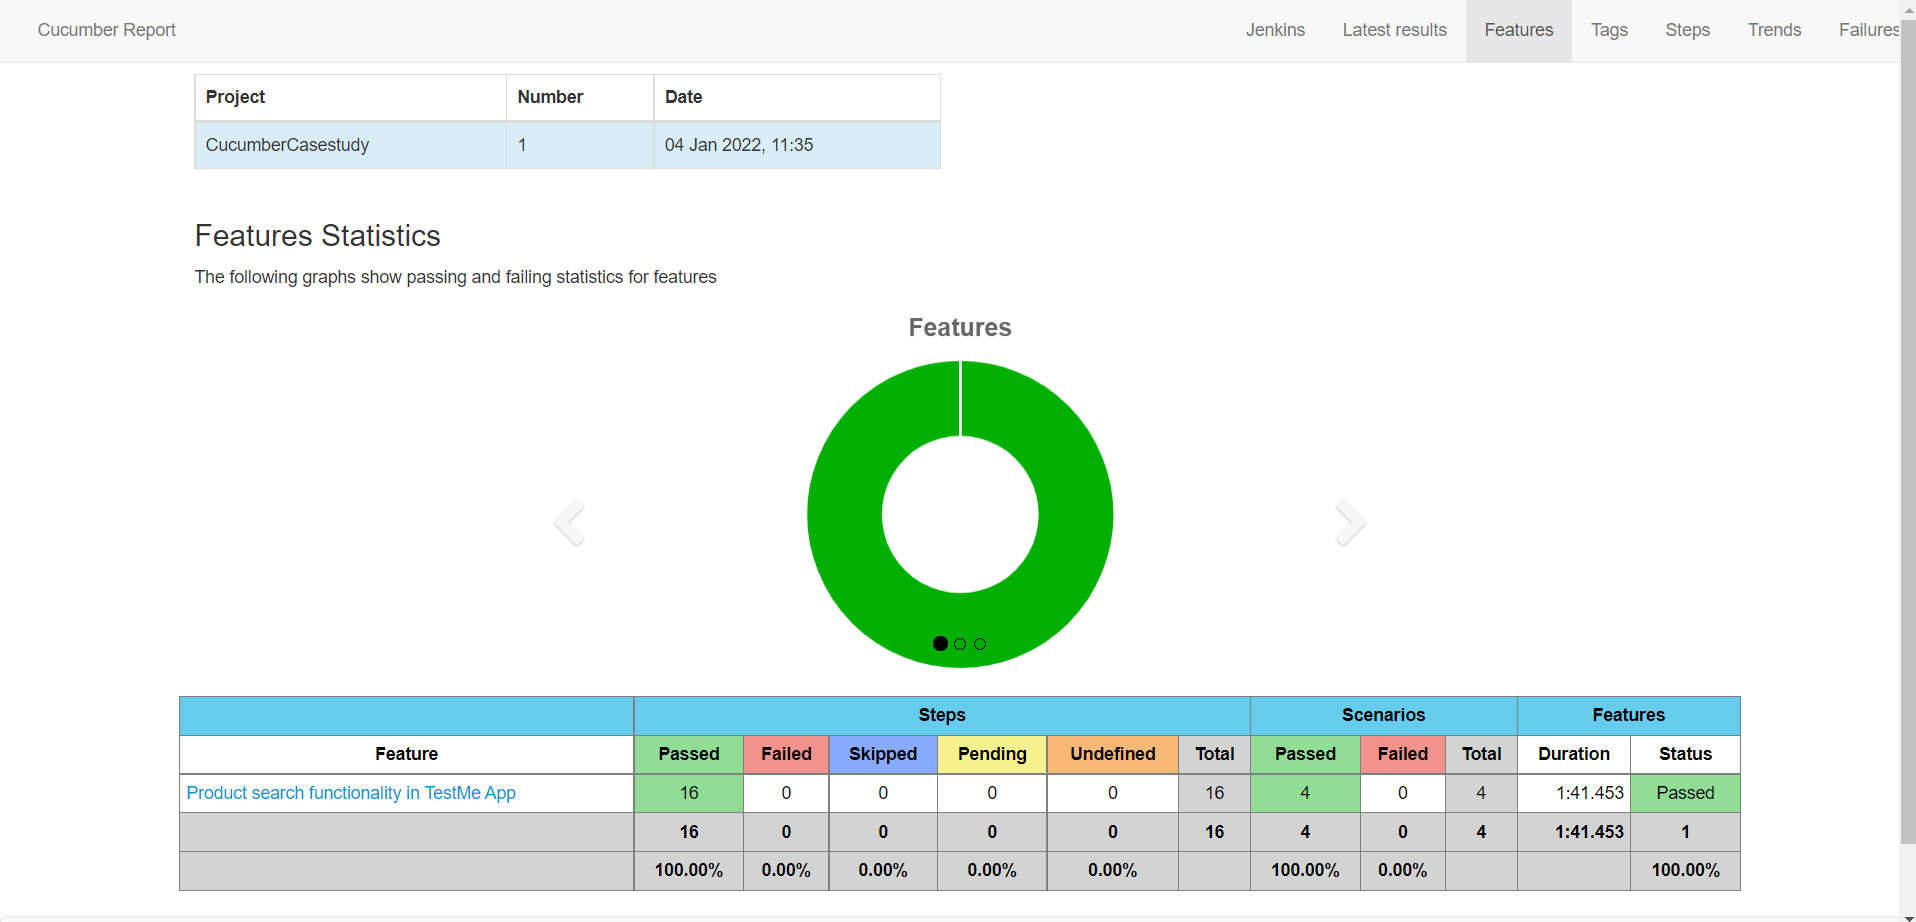 Cucumber Report Jenkins Latest results Features Tags Steps Trends Failures
Project Number Date
CucumberCasestudy 1 04 Jan 2022, 11:35
Features Statistics
The following graphs show passing and failing statistics for features
Features
Steps Scenarios Features
Feature Passed Failed Skipped Pending Undefined Total Passed Failed Total Duration Status
Product search functionality in TestMe App 16 0 0 0 0 16 4 0 4 1:41.453 Passed
16 0 0 0 0 16 4 0 4 1:41.453 1
100.00% 0.00% 0.00% 0.00% 0.00% 100.00% 0.00% 100.00%